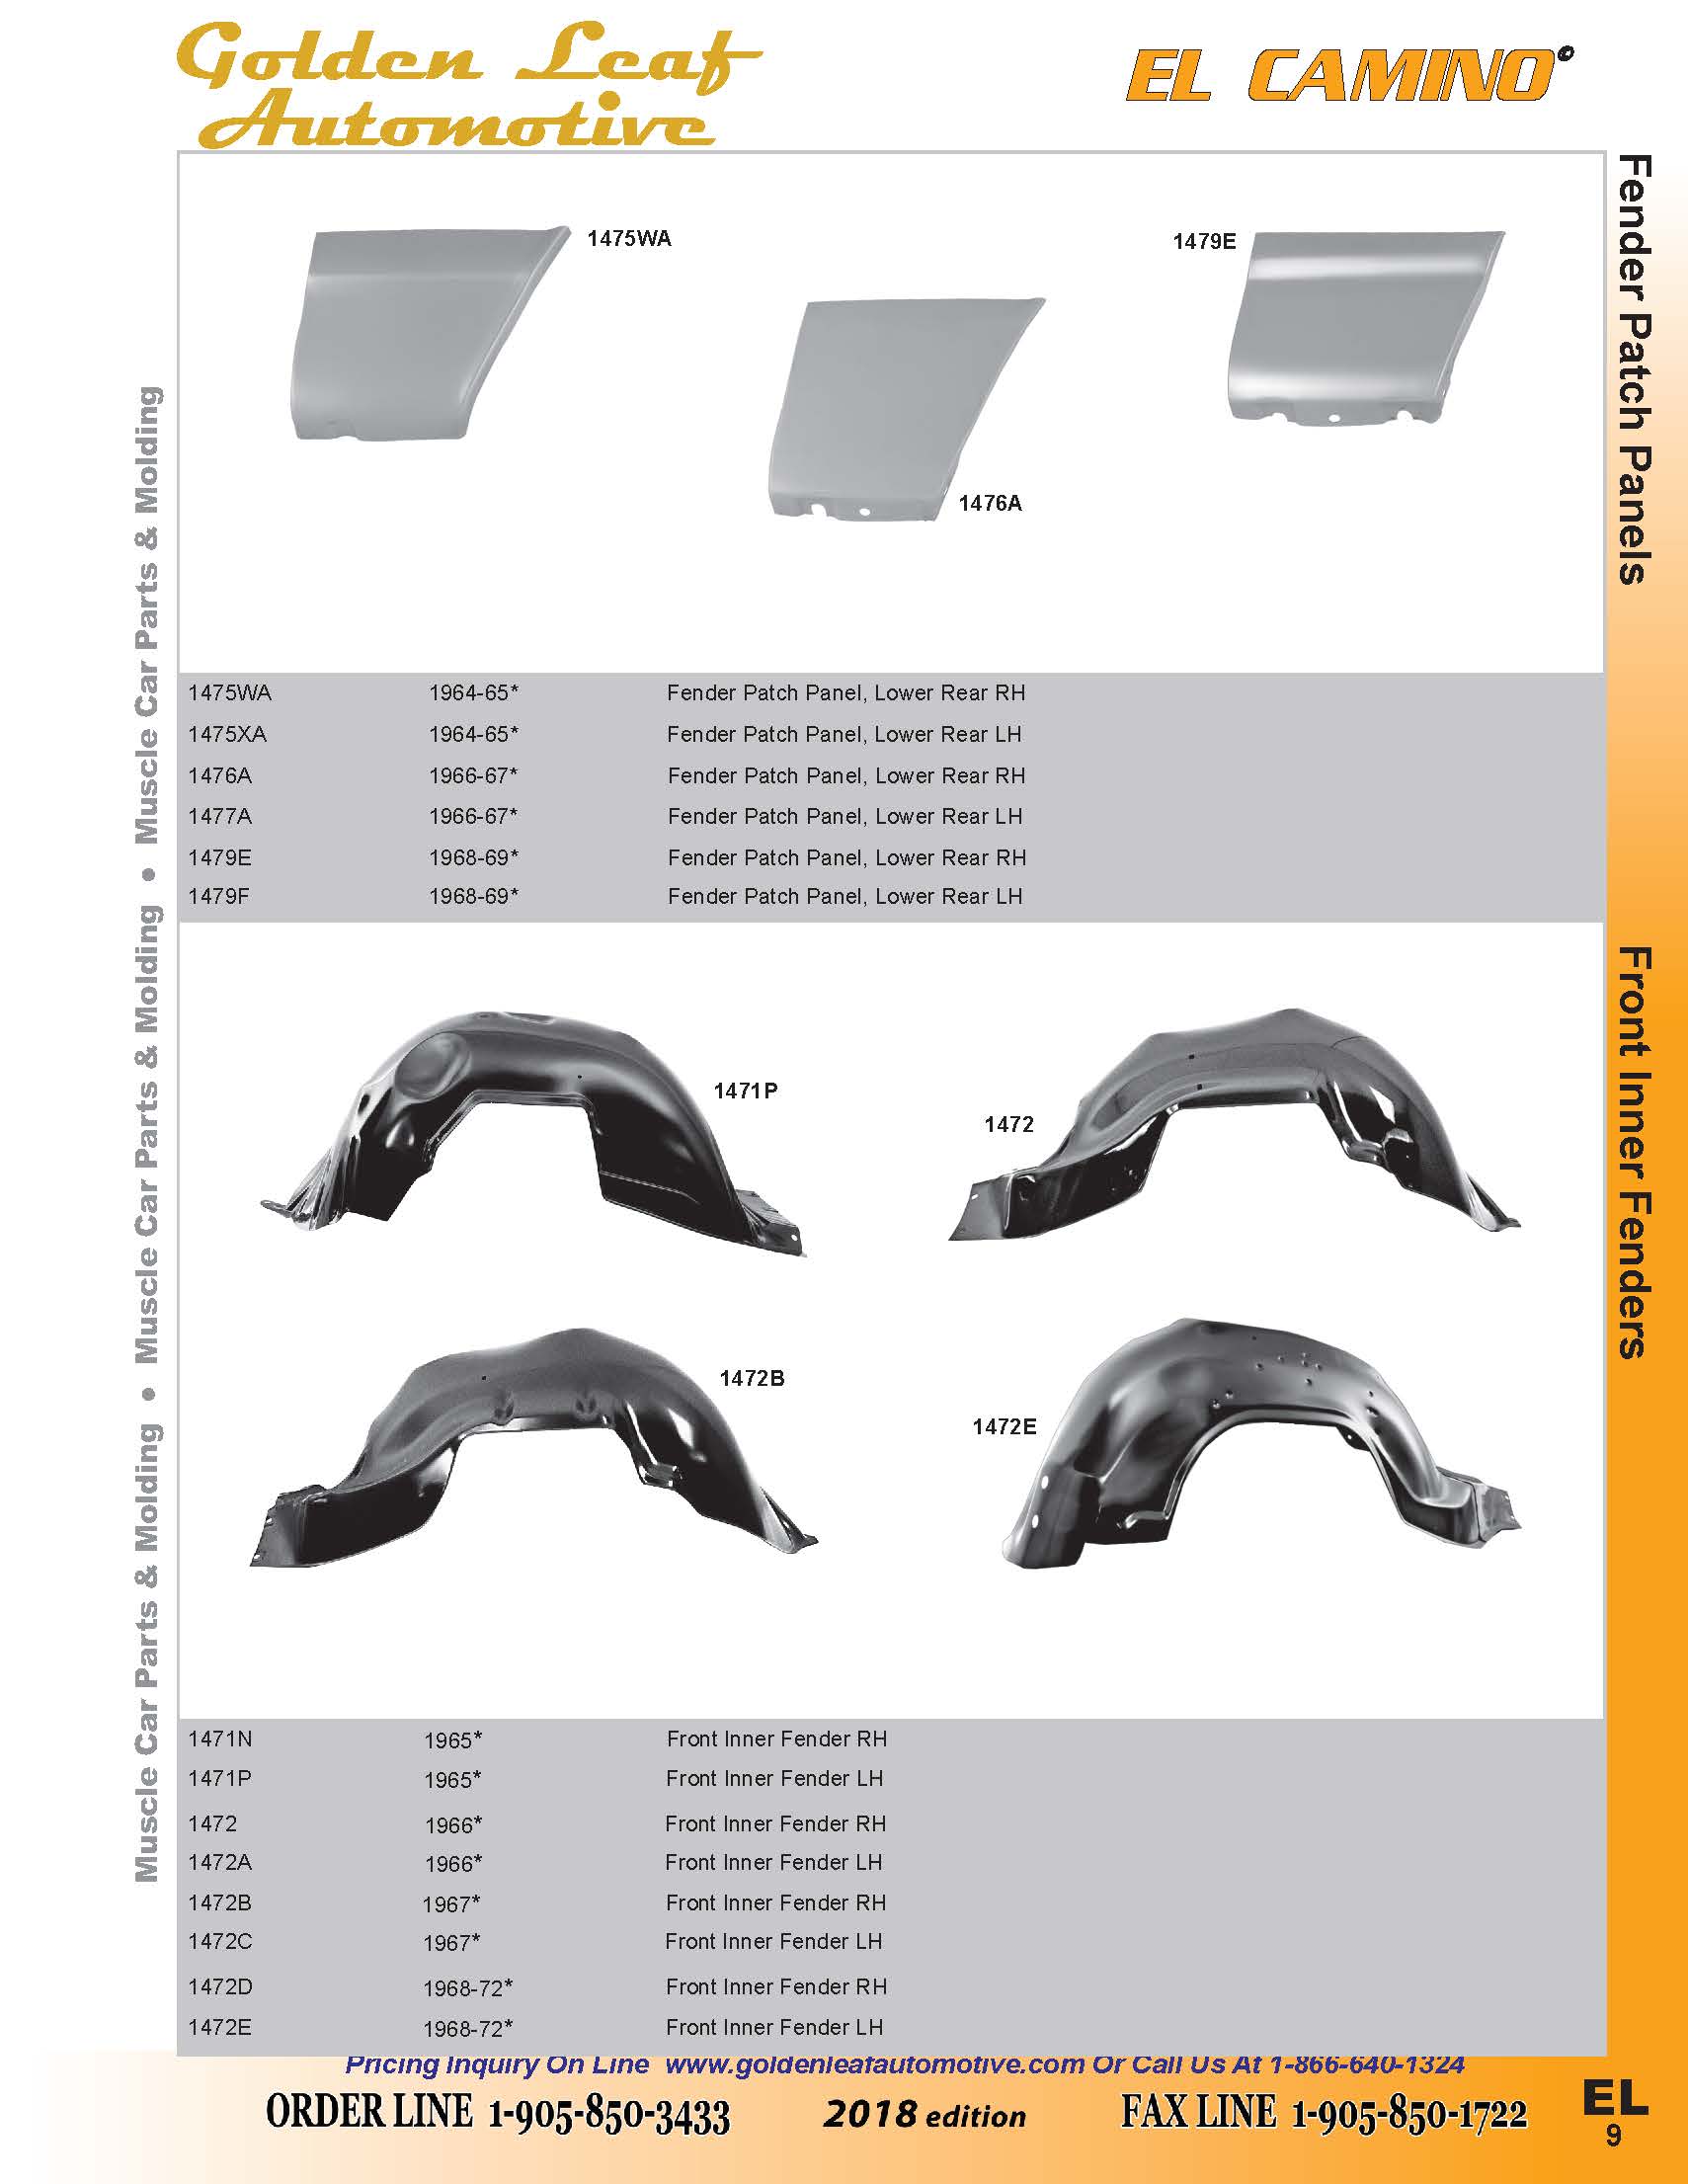 Golden Leaf
Automotive
EL CAMINO
Fender Patch Panels
Front Inner Fenders
Muscle Car Parts & Molding • Muscle Car Parts & Molding • Muscle Car Parts & Molding
1475WA
1479E
1476A
1475WA 1964-65* Fender Patch Panel, Lower Rear RH
1475XA 1964-65* Fender Patch Panel, Lower Rear LH
1476A 1966-67* Fender Patch Panel, Lower Rear RH
1477A 1966-67* Fender Patch Panel, Lower Rear LH
1479E 1968-69* Fender Patch Panel, Lower Rear RH
1479F 1968-69* Fender Patch Panel, Lower Rear LH
1471P
1472
1472B
1472E
1471N 1965* Front Inner Fender RH
1471P 1965* Front Inner Fender LH
1472 1966* Front Inner Fender RH
1472A 1966* Front Inner Fender LH
1472B 1967* Front Inner Fender RH
1472C 1967* Front Inner Fender LH
1472D 1968-72* Front Inner Fender RH
1472E 1968-72* Front Inner Fender LH
Pricing Inquiry On Line www.goldenleafautomotive.com Or Call Us At 1-866-640-1324
ORDER LINE 1-905-850-3433 2018 edition FAX LINE 1-905-850-1722
EL
9